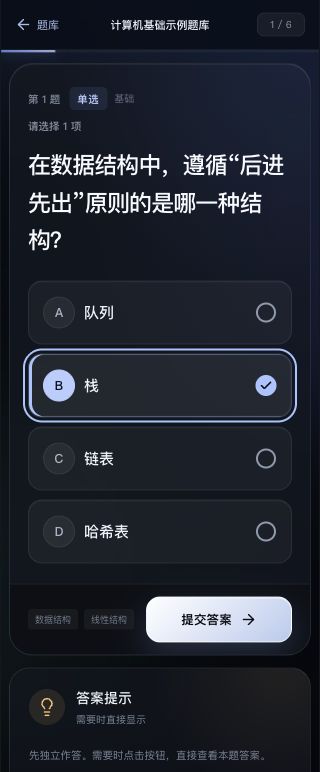 题库
计算机基础示例题库
1 / 6
第 1 题 单选 基础
请选择 1 项
在数据结构中，遵循“后进
先出”原则的是哪一种结
构？
A 队列
B 栈
C 链表
D 哈希表
数据结构 线性结构 提交答案
答案提示
需要时直接显示
先独立作答。需要时点击按钮，直接查看本题答案。